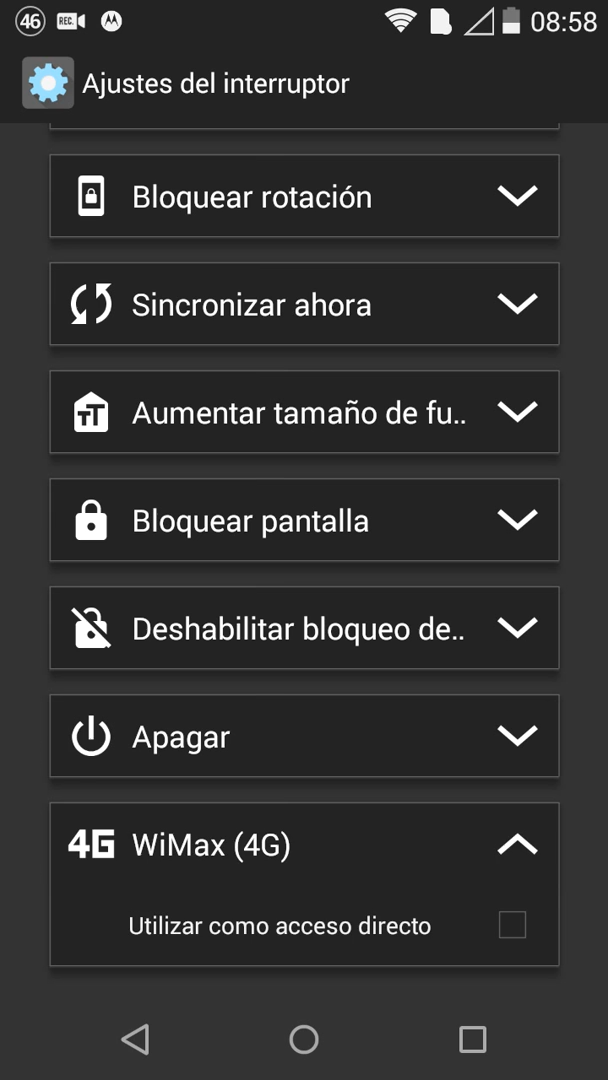 46 REC. 08:58
Ajustes del interruptor
Bloquear rotación
Sincronizar ahora
Aumentar tamaño de fu..
Bloquear pantalla
Deshabilitar bloqueo de..
Apagar
4G WiMax (4G)
Utilizar como acceso directo